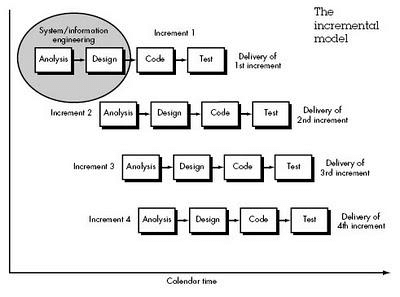 The
incremental
model
System/information
engineering
Increment 1
Analysis
Design
Code
Test
Delivery of
1st increment
Increment 2
Analysis
Design
Code
Test
Delivery of
2nd increment
Increment 3
Analysis
Design
Code
Test
Delivery of
3rd increment
Increment 4
Analysis
Design
Code
Test
Delivery of
4th increment
Calendar time